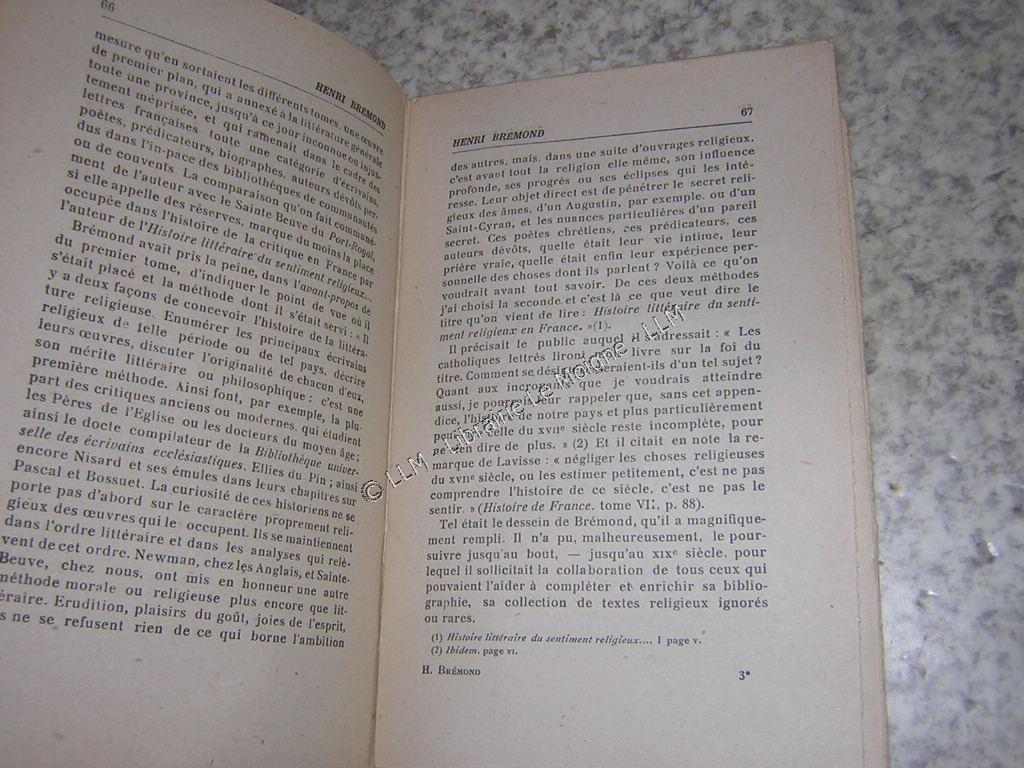 66
HENRI BRÉMOND
mesure qu'en sortaient les différents tomes, une œuvre
de premier plan, qui a annexé à la littérature générale
toute une province, jusqu'à ce jour inconnue ou injus-
tement méprisée, et qui ramenait dans le cadre des
lettres françaises toute une catégorie d'écrivains,
poètes, prédicateurs, biographes, auteurs dévots per-
dus dans l'in-pace des bibliothèques de communautés
ou de couvents. La comparaison qu'on fait communé-
ment de l'auteur avec le Sainte Beuve du Port-Royal,
si elle appelle des réserves, marque du moins la place
occupée dans l'histoire de la critique en France par
l'auteur de l'Histoire littéraire du sentiment religieux...
Brémond avait pris la peine, dans l'avant-propos de
du premier tome, d'indiquer le point de vue où il
s'était placé et la méthode dont il s'était servi : « Il
y a deux façons de concevoir l'histoire de la littéra-
ture religieuse. Enumérer les principaux écrivains
religieux de telle période ou de tel pays, décrire
leurs œuvres, discuter l'originalité de chacun d'eux,
son mérite littéraire ou philosophique : c'est une
première méthode. Ainsi font, par exemple, la plu-
part des critiques anciens ou modernes, qui étudient
les Pères de l'Eglise ou les docteurs du moyen âge ;
ainsi le docte compilateur de la Bibliothèque univer-
selle des écrivains ecclésiastiques. Ellies du Pin ; ainsi
encore Nisard et ses émules dans leurs chapitres sur
Pascal et Bossuet. La curiosité de ces historiens ne se
porte pas d'abord sur le caractère proprement reli-
gieux des œuvres qui le occupent. Ils se maintiennent
dans l'ordre littéraire et dans les analyses qui relè-
vent de cet ordre. Newman, chez les Anglais, et Sainte-
Beuve, chez nous, ont mis en honneur une autre
méthode morale ou religieuse plus encore que lit-
éraire. Erudition, plaisirs du goût, joies de l'esprit,
s ne se refusent rien de ce qui borne l'ambition
67
HENRI BRÉMOND
des autres, mais, dans une suite d'ouvrages religieux,
c'est avant tout la religion elle même, son influence
profonde, ses progrès ou ses éclipses qui les inté-
resse. Leur objet direct est de pénétrer le secret reli-
gieux des âmes, d'un Augustin, par exemple, ou d'un
Saint-Cyran, et les nuances particulières d'un pareil
secret. Ces poètes chrétiens, ces prédicateurs, ces
auteurs dévots, quelle était leur vie intime, leur
prière vraie, quelle était enfin leur expérience per-
sonnelle des choses dont ils parlent ? Voilà ce qu'on
voudrait avant tout savoir. De ces deux méthodes
j'ai choisi la seconde et c'est là ce que veut dire le
titre qu'on vient de lire : Histoire littéraire du senti-
ment religieux en France. »(1).
Il précisait le public auquel il s'adressait : « Les
catholiques lettrés liront le livre sur la foi du
titre. Comment se désintéresseraient-ils d'un tel sujet ?
Quant aux incroyants que je voudrais atteindre
aussi, je pourrai leur rappeler que, sans cet appen-
dice, l'histoire de notre pays et plus particulièrement
peut-être celle du XVIIe siècle reste incomplète, pour
ne rien dire de plus. » (2) Et il citait en note la re-
marque de Lavisse : « négliger les choses religieuses
du XVIIe siècle, ou les estimer petitement, c'est ne pas
comprendre l'histoire de ce siècle, c'est ne pas le
sentir. » (Histoire de France. tome VII, p. 88).
Tel était le dessein de Brémond, qu'il a magnifique-
ment rempli. Il n'a pu, malheureusement, le pour-
suivre jusqu'au bout, — jusqu'au XIXe siècle, pour
lequel il sollicitait la collaboration de tous ceux qui
pouvaient l'aider à compléter et enrichir sa biblio-
graphie, sa collection de textes religieux ignorés
ou rares.
(1) Histoire littéraire du sentiment religieux.... I page V.
(2) Ibidem. page VI.
H. BRÉMOND
3*
© LLM - Librairie Le Moigne - LLM